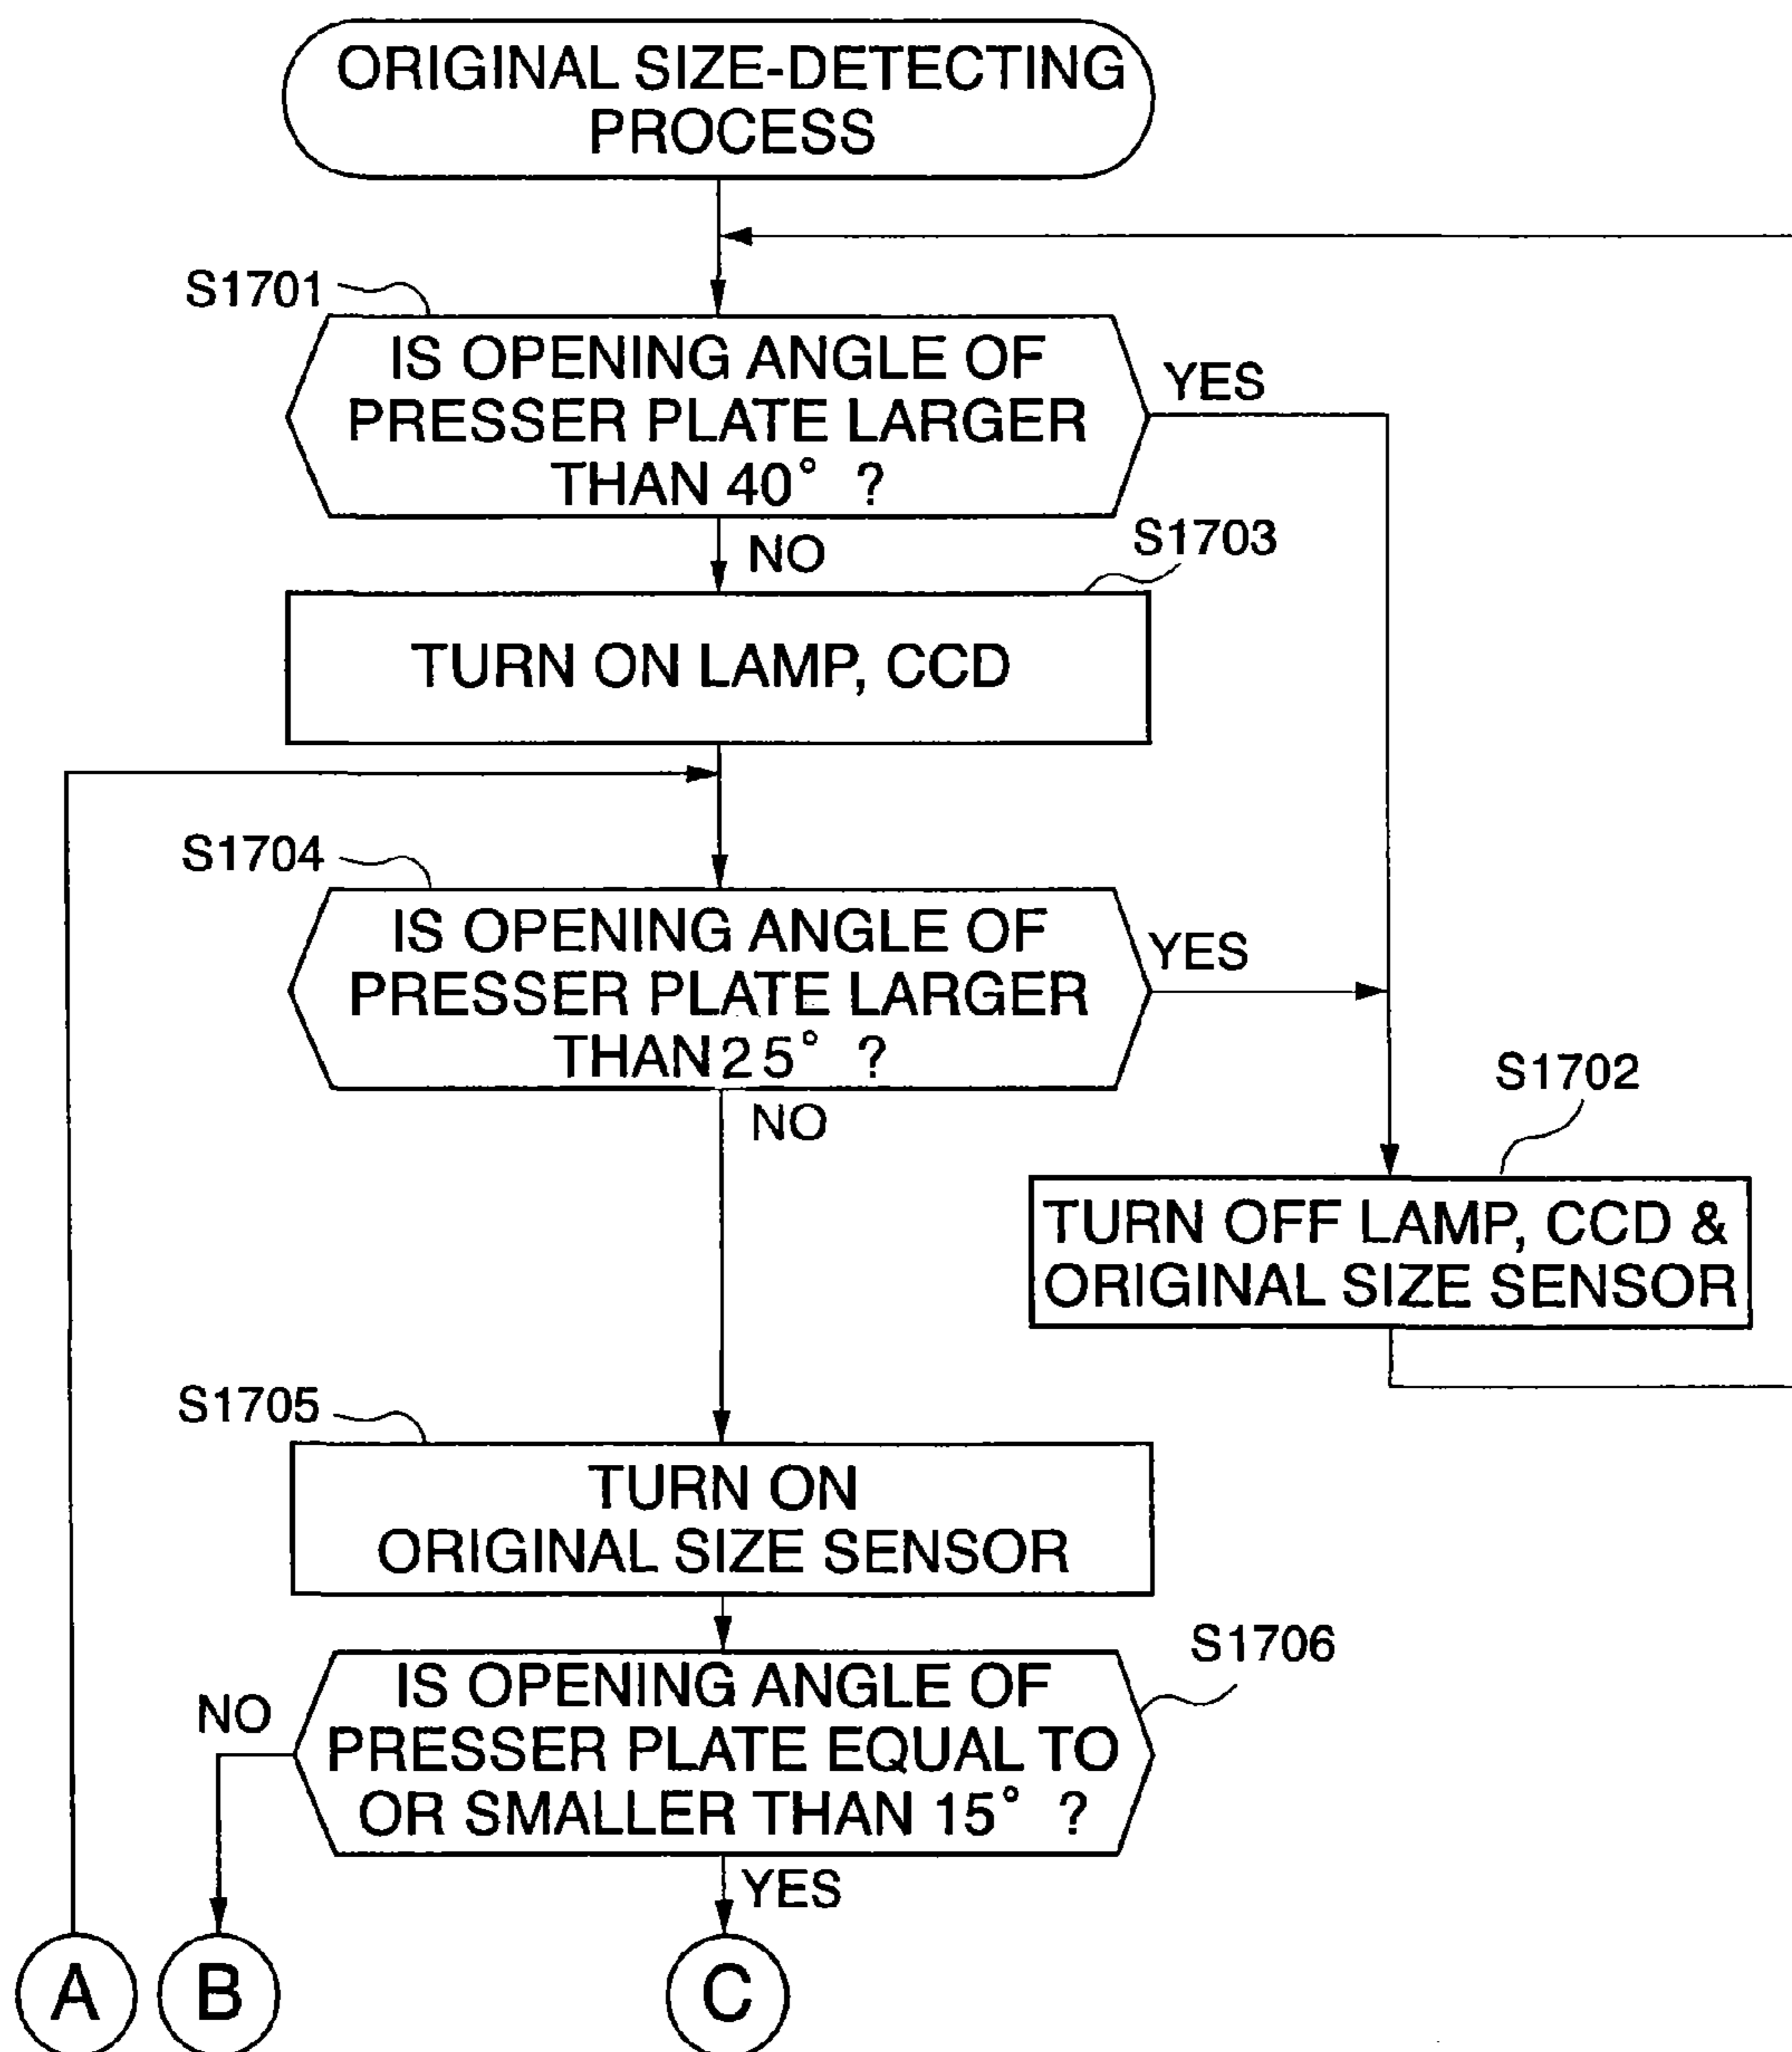 ORIGINAL SIZE-DETECTING
PROCESS
S1701
IS OPENING ANGLE OF
PRESSER PLATE LARGER
THAN 40° ?
YES
NO
S1703
TURN ON LAMP, CCD
S1704
IS OPENING ANGLE OF
PRESSER PLATE LARGER
THAN 25° ?
YES
NO
S1702
TURN OFF LAMP, CCD &
ORIGINAL SIZE SENSOR
S1705
TURN ON
ORIGINAL SIZE SENSOR
S1706
IS OPENING ANGLE OF
PRESSER PLATE EQUAL TO
OR SMALLER THAN 15° ?
NO
YES
A
B
C